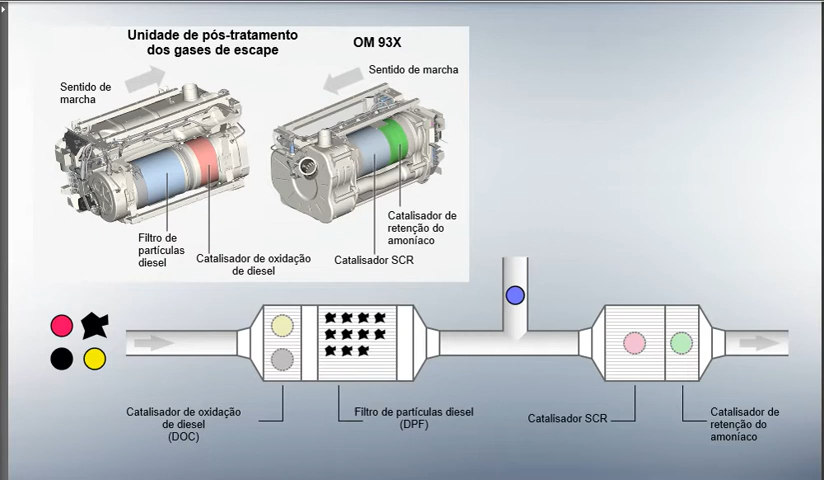 Unidade de pós-tratamento
dos gases de escape
OM 93X
Sentido de
marcha
Sentido de marcha
Filtro de
partículas
diesel
Catalisador de oxidação
de diesel
Catalisador SCR
Catalisador de
retenção do
amoníaco
Catalisador de oxidação
de diesel
(DOC)
Filtro de partículas diesel
(DPF)
Catalisador SCR
Catalisador de
retenção do
amoníaco